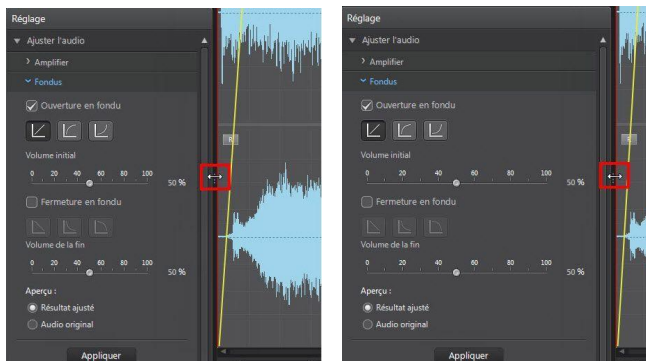 Réglage
Ajuster l'audio
Amplifier
Fondus
Ouverture en fondu
Volume initial
0 20 40 60 80 100
50 %
Fermeture en fondu
Volume de la fin
0 20 40 60 80 100
50 %
Aperçu :
Résultat ajusté
Audio original
Appliquer
Réglage
Ajuster l'audio
Amplifier
Fondus
Ouverture en fondu
Volume initial
0 20 40 60 80 100
50 %
Fermeture en fondu
Volume de la fin
0 20 40 60 80 100
50 %
Aperçu :
Résultat ajusté
Audio original
Appliquer